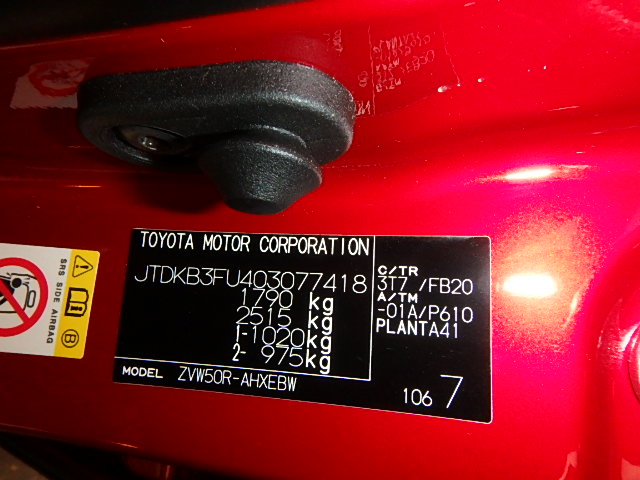 TOYOTA MOTOR CORPORATION
JTDKB3FU403077418
1790 kg
2515 kg
1-1020kg
2- 975kg
MODEL ZVW50R-AHXEBW
C/TR
3T7 /FB20
A/TM
-01A/P610
PLANTA41
106 7
SRS SIDE AIRBAG
B